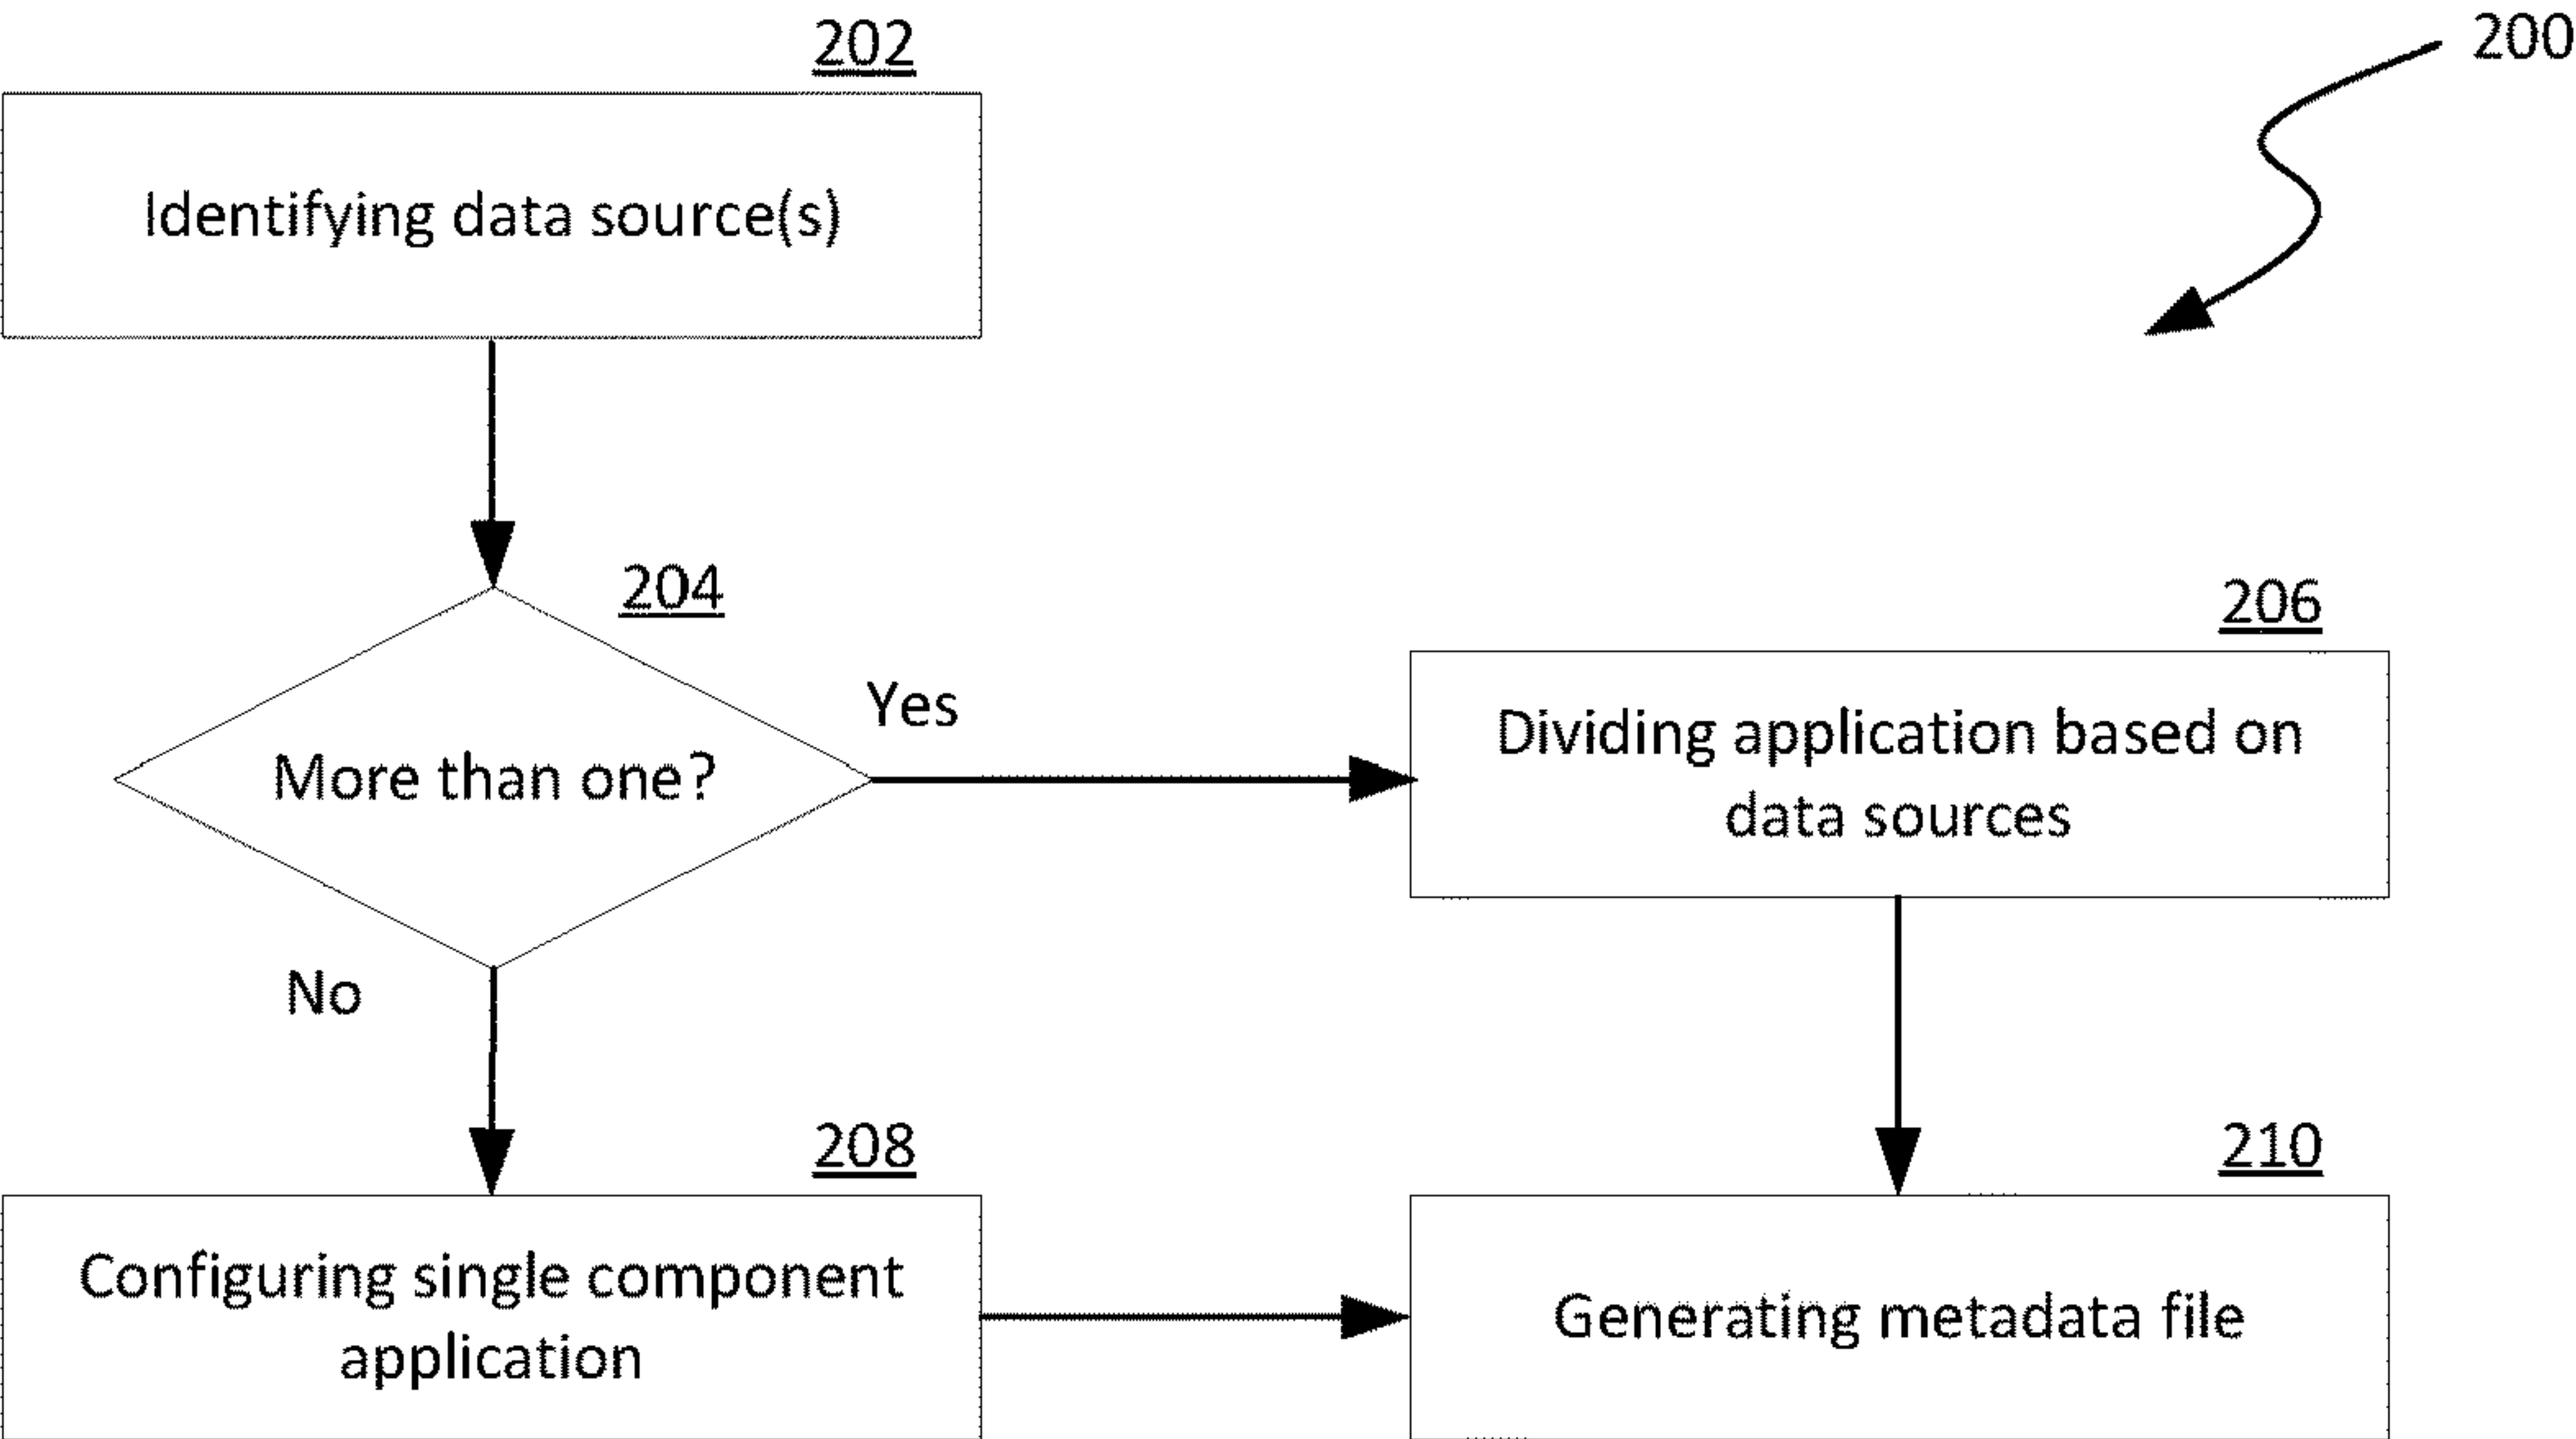 202
200
Identifying data source(s)
204
More than one?
Yes
206
Dividing application based on
data sources
No
208
Configuring single component
application
210
Generating metadata file